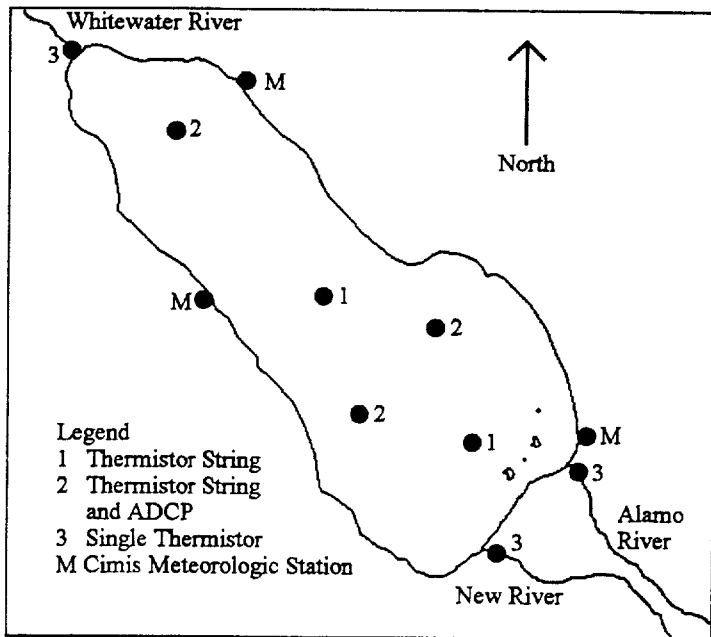 Whitewater River
3
M
2
North
1
M
2
2
1
M
3
Alamo
River
3
New River
Legend
1 Thermistor String
2 Thermistor String
and ADCP
3 Single Thermistor
M Cimis Meteorologic Station